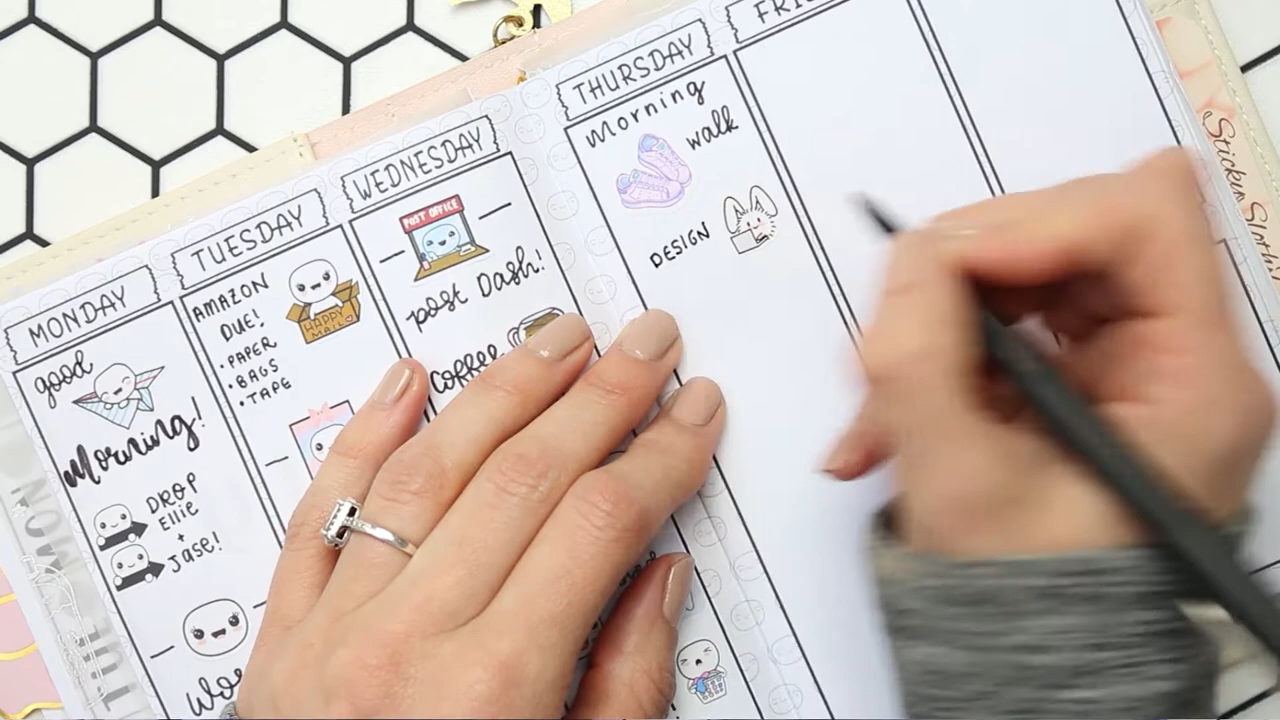 MONDAY
good
Morning!
DROP
Ellie
+
Jase!
TUESDAY
AMAZON
DUE!
• PAPER
• BAGS
• TAPE
HAPPY
MAIL
WEDNESDAY
POST OFFICE
post Dash!
coffee
THURSDAY
Morning
walk
DESIGN
Sticker